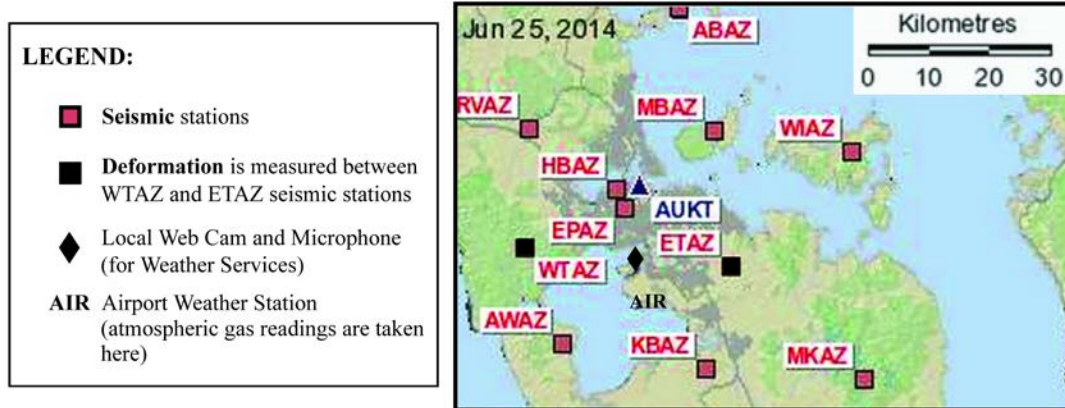 LEGEND:
Seismic stations
Deformation is measured between
WTAZ and ETAZ seismic stations
Local Web Cam and Microphone
(for Weather Services)
AIR Airport Weather Station
(atmospheric gas readings are taken
here)
Jun 25, 2014
ABAZ
Kilometres
0 10 20 30
RVAZ
MBAZ
WIAZ
HBAZ
AUKT
EPAZ
ETAZ
WTAZ
AIR
AWAZ
KBAZ
MKAZ